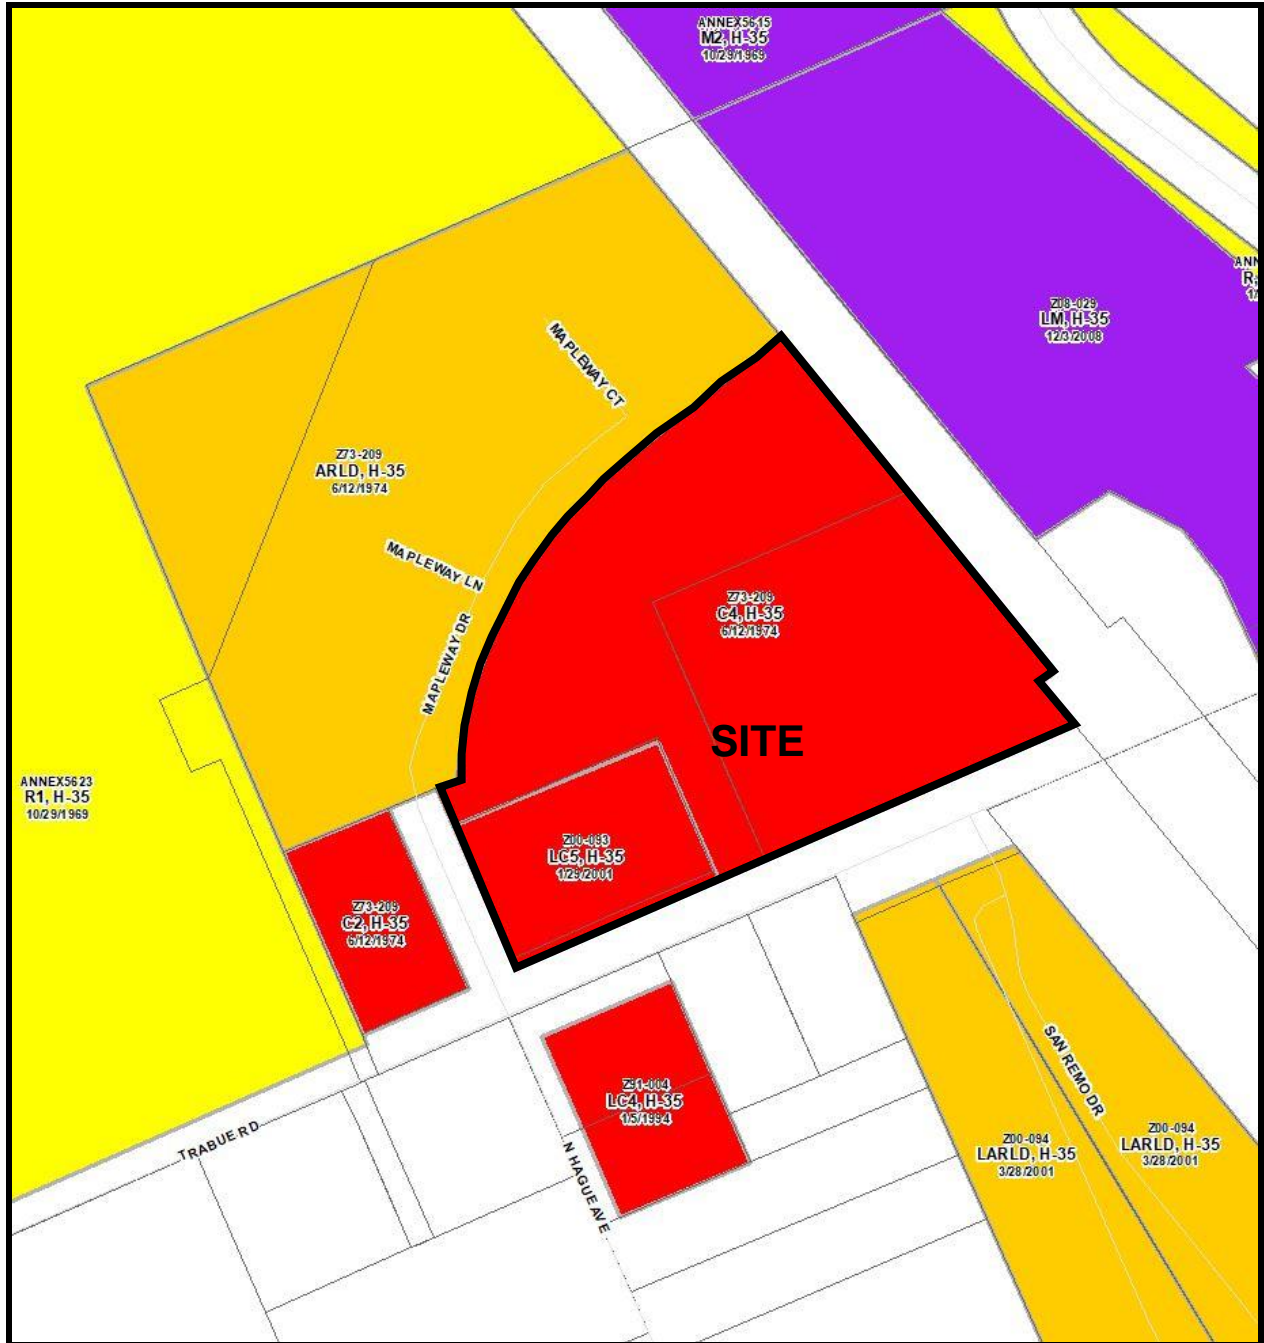 ANNEX5615
M2, H-35
10/29/1969
Z08-029
LM, H-35
12/3/2008
MAPLEWAY CT
Z73-209
ARLD, H-35
6/12/1974
MAPLEWAY LN
MAPLEWAY DR
Z73-209
C4, H-35
6/12/1974
SITE
ANNEX5623
R1, H-35
10/29/1969
Z00-093
LC5, H-35
1/29/2001
Z73-209
C2, H-35
6/12/1974
Z91-004
LC4, H-35
1/5/1994
SAN REMO DR
TRABUE RD
N HAGUE AVE
Z00-094
LARLD, H-35
3/28/2001
Z00-094
LARLD, H-35
3/28/2001